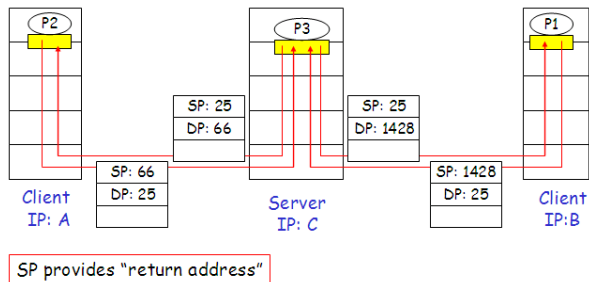 P2
P3
P1
SP: 25
DP: 66
SP: 25
DP: 1428
SP: 66
DP: 25
SP: 1428
DP: 25
Client
IP: A
Server
IP: C
Client
IP:B
SP provides “return address”